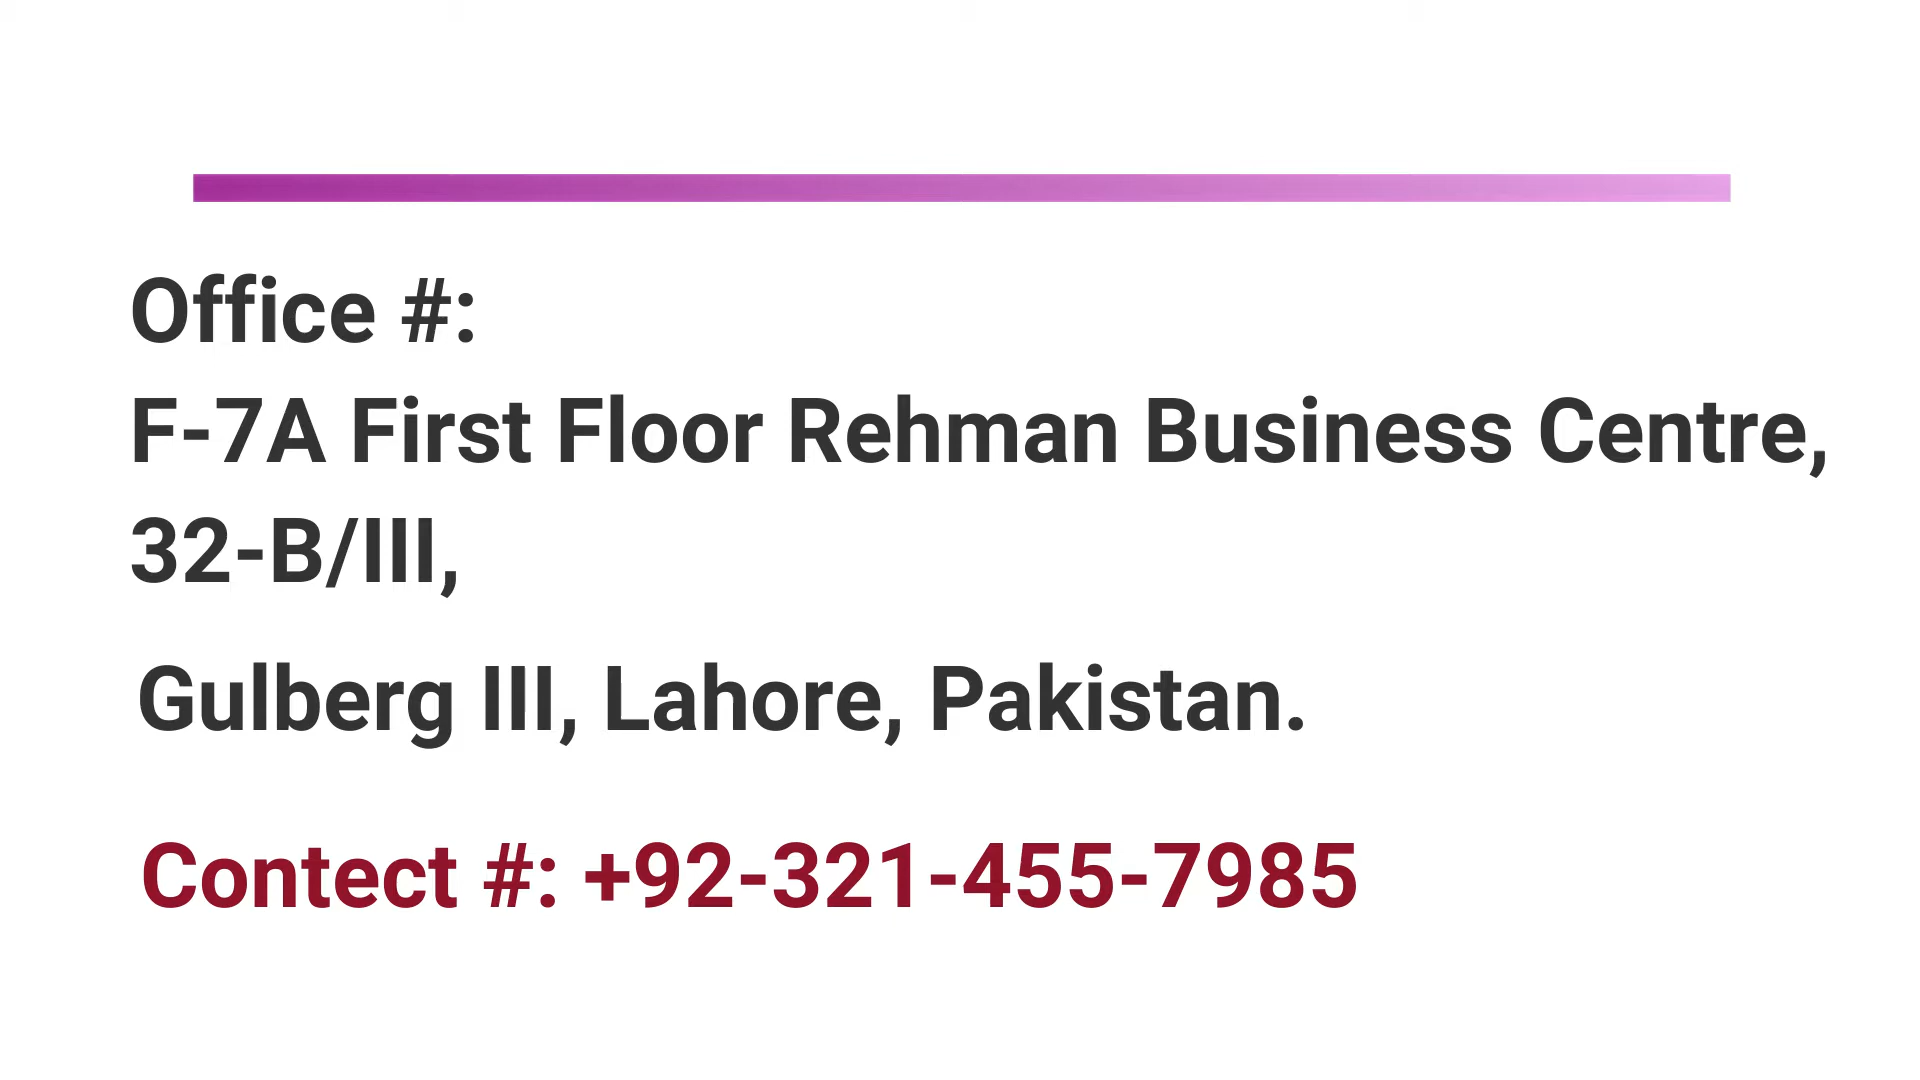 Office #:
F-7A First Floor Rehman Business Centre,
32-B/III,
Gulberg III, Lahore, Pakistan.
Contect #: +92-321-455-7985